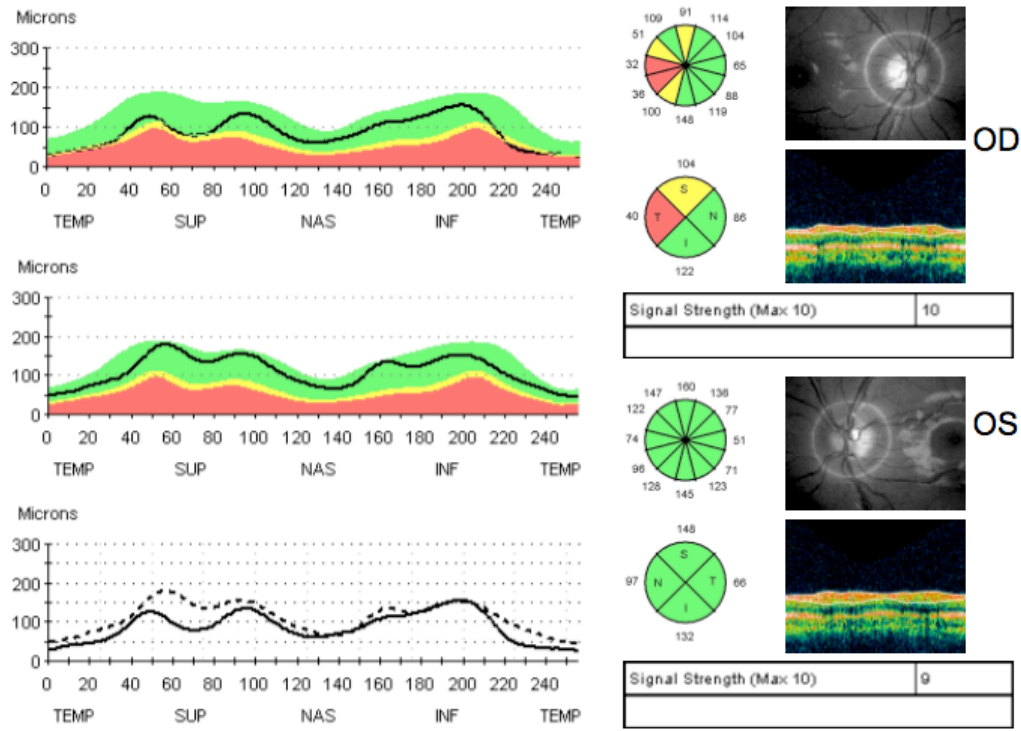 Microns
300
200
100
0
0 20 40 60 80 100 120 140 160 180 200 220 240
TEMP SUP NAS INF TEMP
Microns
300
200
100
0
0 20 40 60 80 100 120 140 160 180 200 220 240
TEMP SUP NAS INF TEMP
Microns
300
200
100
0
0 20 40 60 80 100 120 140 160 180 200 220 240
TEMP SUP NAS INF TEMP
91
109 114
51 104
32 65
36 88
100 119
148
OD
104
S
40 T N 86
I
122
Signal Strength (Max 10) 10
160
147 136
122 77
74 51
96 71
128 123
145
OS
148
S
97 N T 66
I
132
Signal Strength (Max 10) 9